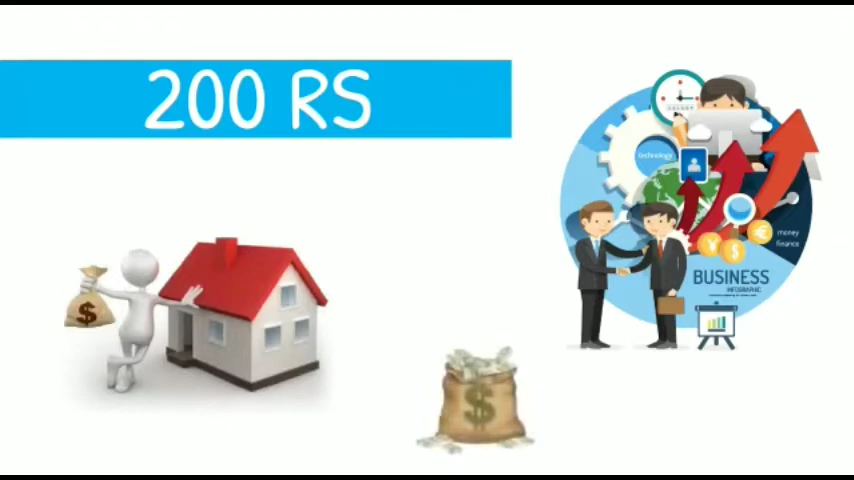 200 RS
technology
money
finance
BUSINESS
INFOGRAPHIC
$
$
¥
$
€